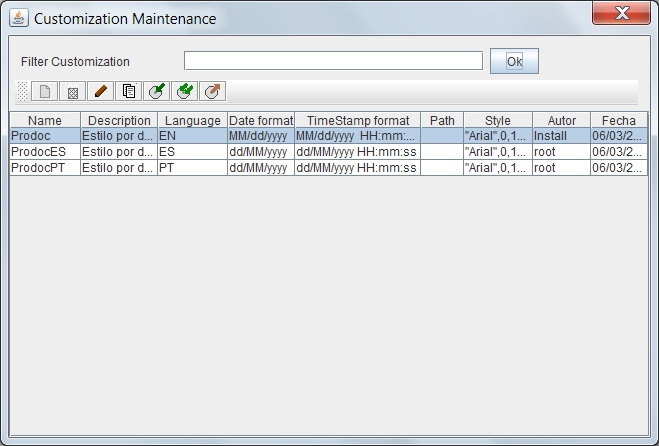 Customization Maintenance
Filter Customization Ok
Name Description Language Date format TimeStamp format Path Style Autor Fecha
Prodoc Estilo por d... EN MM/dd/yyyy MM/dd/yyyy HH:mm:... "Arial",0,1... Install 06/03/2...
ProdocES Estilo por d... ES dd/MM/yyyy dd/MM/yyyy HH:mm:ss "Arial",0,1... root 06/03/2...
ProdocPT Estilo por d... PT dd/MM/yyyy dd/MM/yyyy HH:mm:ss "Arial",0,1... root 06/03/2...